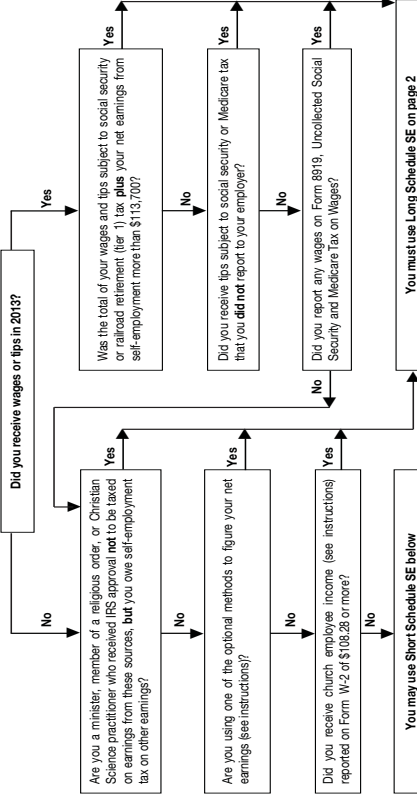 Did you receive wages or tips in 2013?
No
Yes
Are you a minister, member of a religious order, or Christian
Science practitioner who received IRS approval not to be taxed
on earnings from these sources, but you owe self-employment
tax on other earnings?
Yes
No
Are you using one of the optional methods to figure your net
earnings (see instructions)?
Yes
No
Did you receive church employee income (see instructions)
reported on Form W-2 of $108.28 or more?
Yes
No
You may use Short Schedule SE below
Was the total of your wages and tips subject to social security
or railroad retirement (tier 1) tax plus your net earnings from
self-employment more than $113,700?
Yes
No
Did you receive tips subject to social security or Medicare tax
that you did not report to your employer?
Yes
No
Did you report any wages on Form 8919, Uncollected Social
Security and Medicare Tax on Wages?
Yes
No
You must use Long Schedule SE on page 2